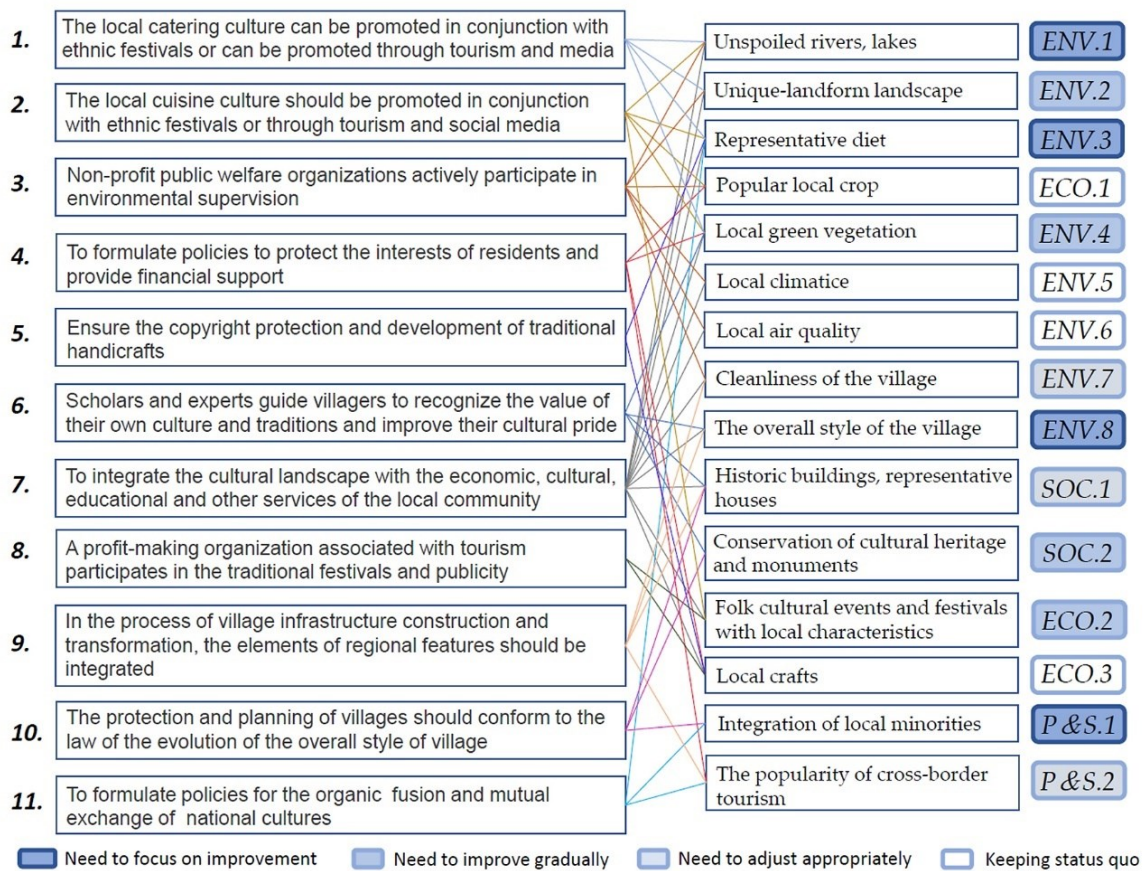 1.
The local catering culture can be promoted in conjunction with
ethnic festivals or can be promoted through tourism and media
2.
The local cuisine culture should be promoted in conjunction
with ethnic festivals or through tourism and social media
3.
Non-profit public welfare organizations actively participate in
environmental supervision
4.
To formulate policies to protect the interests of residents and
provide financial support
5.
Ensure the copyright protection and development of traditional
handicrafts
6.
Scholars and experts guide villagers to recognize the value of
their own culture and traditions and improve their cultural pride
7.
To integrate the cultural landscape with the economic, cultural,
educational and other services of the local community
8.
A profit-making organization associated with tourism
participates in the traditional festivals and publicity
9.
In the process of village infrastructure construction and
transformation, the elements of regional features should be
integrated
10.
The protection and planning of villages should conform to the
law of the evolution of the overall style of village
11.
To formulate policies for the organic fusion and mutual
exchange of national cultures
Unspoiled rivers, lakes
ENV.1
Unique-landform landscape
ENV.2
Representative diet
ENV.3
Popular local crop
ECO.1
Local green vegetation
ENV.4
Local climatice
ENV.5
Local air quality
ENV.6
Cleanliness of the village
ENV.7
The overall style of the village
ENV.8
Historic buildings, representative
houses
SOC.1
Conservation of cultural heritage
and monuments
SOC.2
Folk cultural events and festivals
with local characteristics
ECO.2
Local crafts
ECO.3
Integration of local minorities
P &S.1
The popularity of cross-border
tourism
P &S.2
Need to focus on improvement
Need to improve gradually
Need to adjust appropriately
Keeping status quo